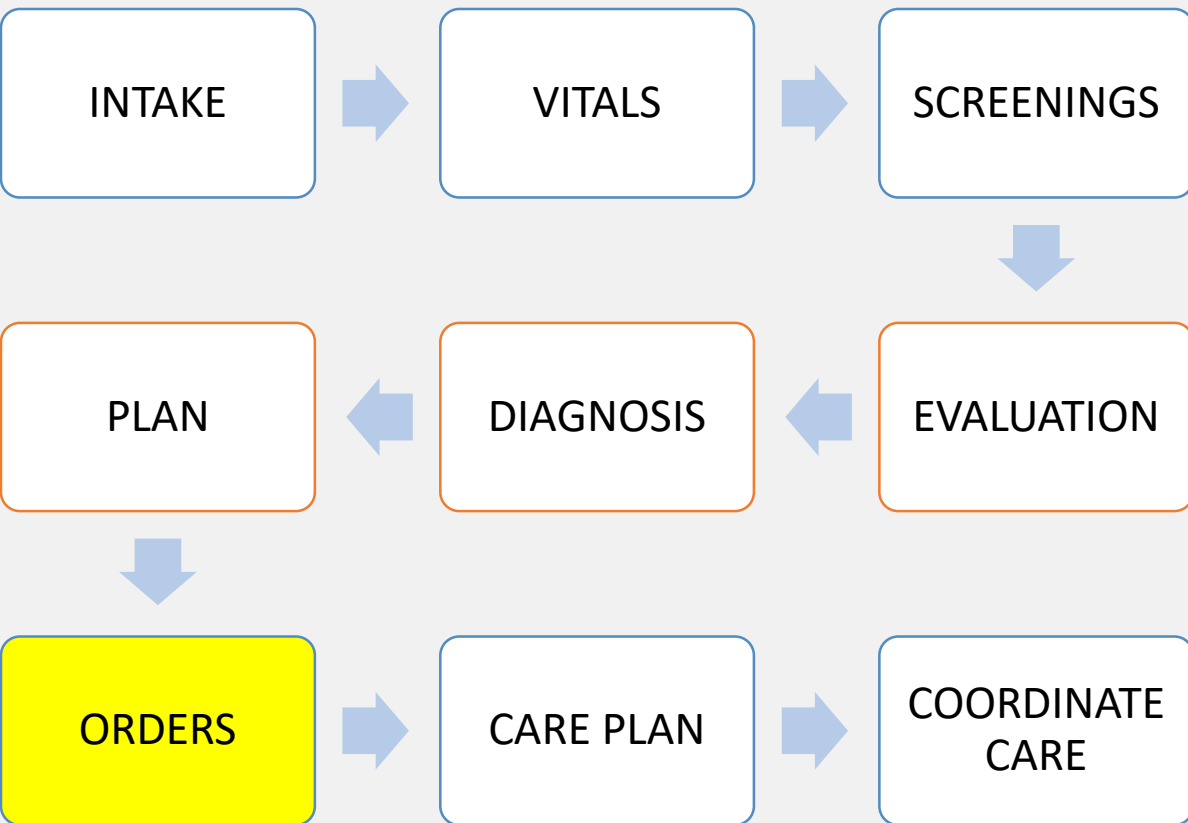 INTAKE
VITALS
SCREENINGS
EVALUATION
DIAGNOSIS
PLAN
ORDERS
CARE PLAN
COORDINATE
CARE